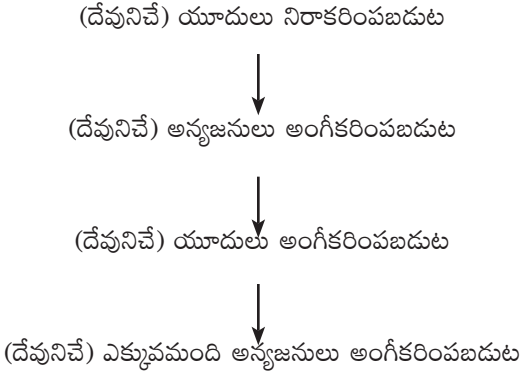 (దేవునిచే) యూదులు నిరాకరింపబడుట
(దేవునిచే) అన్యజనులు అంగీకరింపబడుట
(దేవునిచే) యూదులు అంగీకరింపబడుట
(దేవునిచే) ఎక్కువమంది అన్యజనులు అంగీకరింపబడుట